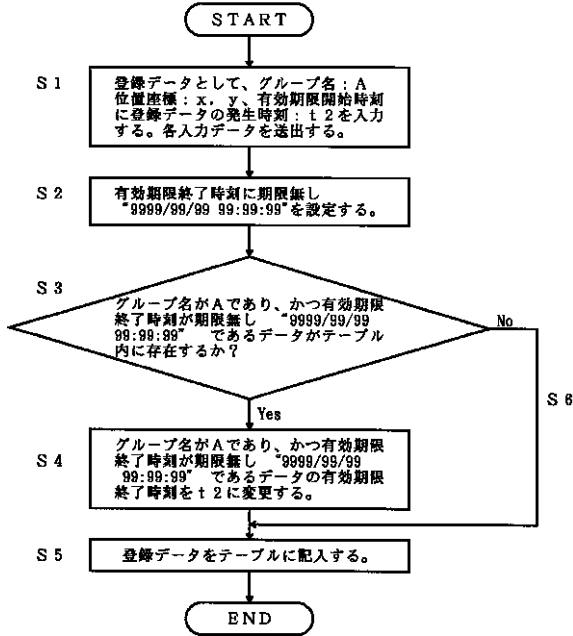 START
S1
登録データとして、グループ名：A
位置座標：x，y、有効期限開始時刻
に登録データの発生時刻：t2を入力
する。各入力データを送出する。
S2
有効期限終了時刻に期限無し
"9999/99/99 99:99:99"を設定する。
S3
グループ名がAであり、かつ有効期限
終了時刻が期限無し "9999/99/99
99:99:99" であるデータがテーブル
内に存在するか？
No
S6
Yes
S4
グループ名がAであり、かつ有効期限
終了時刻が期限無し "9999/99/99
99:99:99" であるデータの有効期限
終了時刻をt2に変更する。
S5
登録データをテーブルに記入する。
END